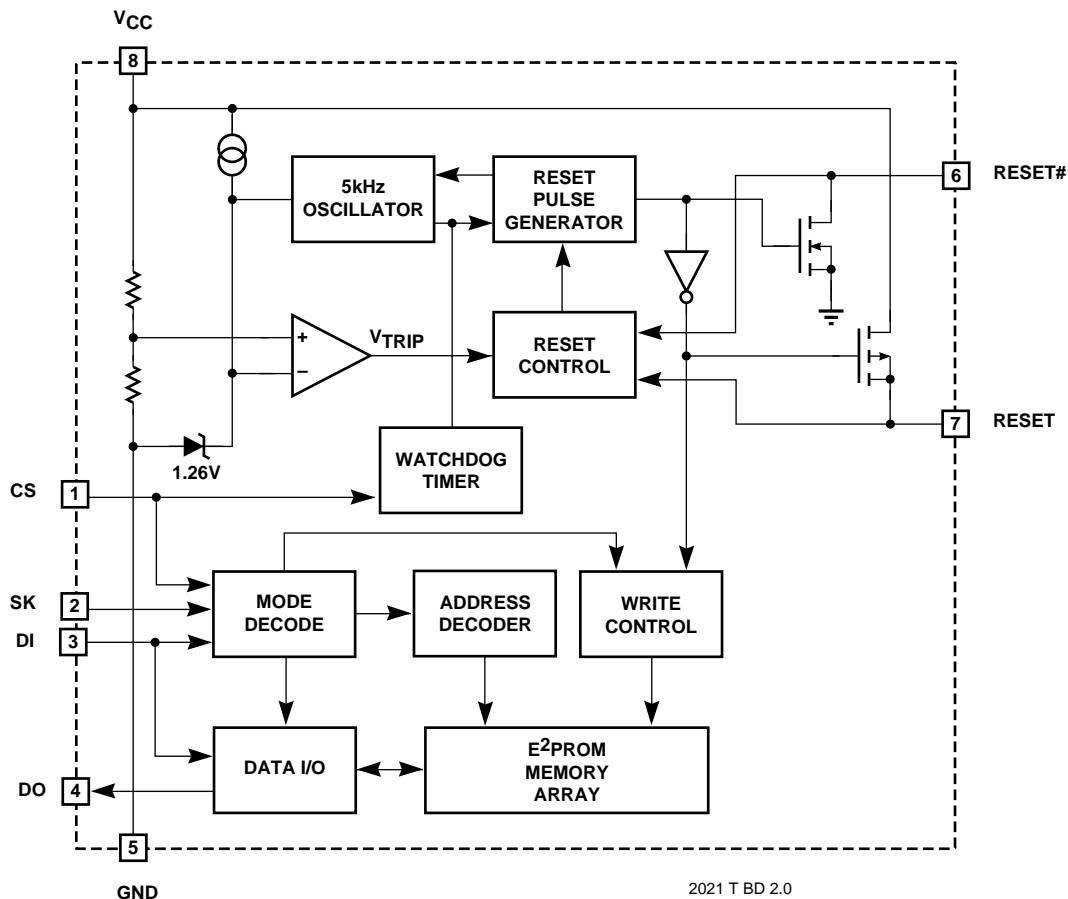 VCC
8
5kHz
OSCILLATOR
RESET
PULSE
GENERATOR
6
RESET#
+
–
VTRIP
RESET
CONTROL
1.26V
WATCHDOG
TIMER
7
RESET
CS
1
SK
2
DI
3
MODE
DECODE
ADDRESS
DECODER
WRITE
CONTROL
DO
4
DATA I/O
E2PROM
MEMORY
ARRAY
5
GND
2021 T BD 2.0